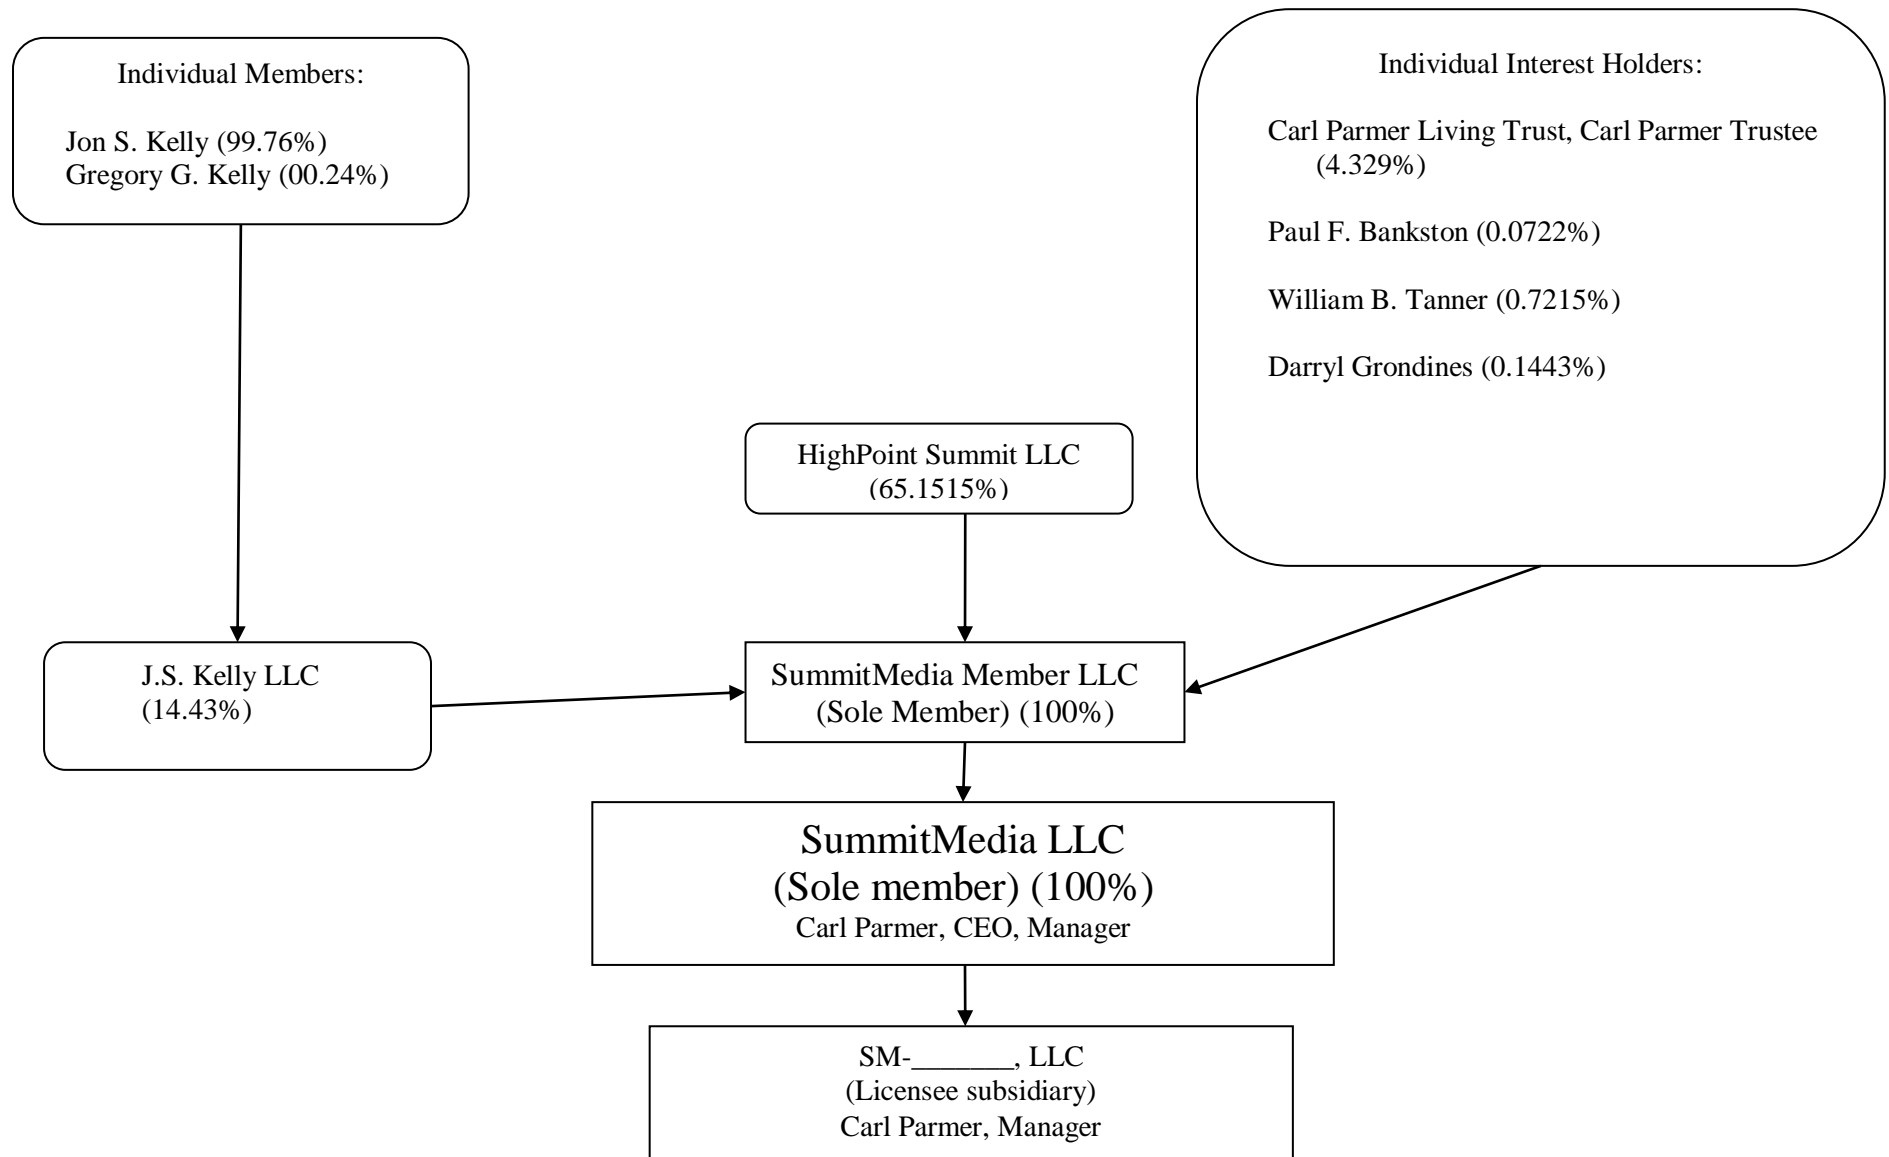 Individual Members:
Jon S. Kelly (99.76%)
Gregory G. Kelly (00.24%)
Individual Interest Holders:
Carl Parmer Living Trust, Carl Parmer Trustee
(4.329%)
Paul F. Bankston (0.0722%)
William B. Tanner (0.7215%)
Darryl Grondines (0.1443%)
HighPoint Summit LLC
(65.1515%)
J.S. Kelly LLC
(14.43%)
SummitMedia Member LLC
(Sole Member) (100%)
SummitMedia LLC
(Sole member) (100%)
Carl Parmer, CEO, Manager
SM-_______, LLC
(Licensee subsidiary)
Carl Parmer, Manager